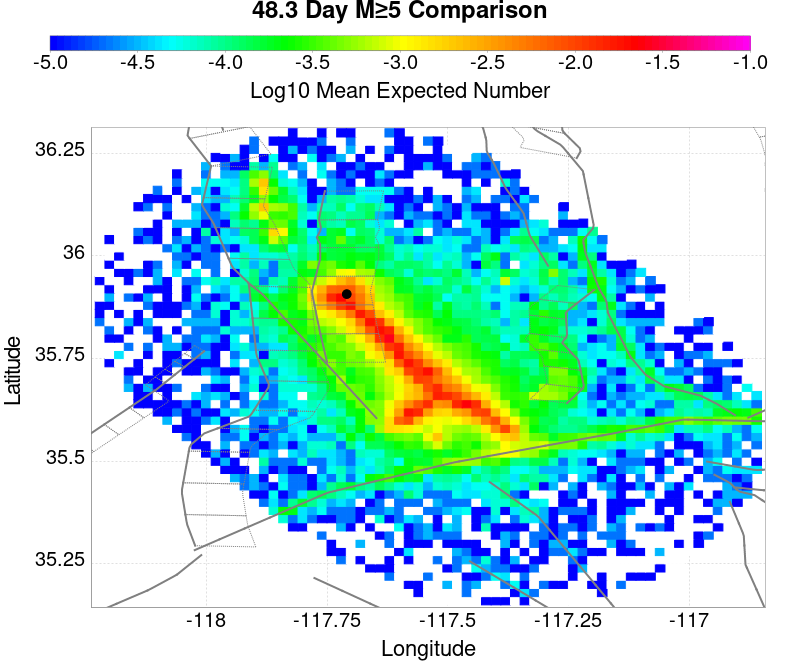 48.3 Day M≥5 Comparison
-5.0 -4.5 -4.0 -3.5 -3.0 -2.5 -2.0 -1.5 -1.0
Log10 Mean Expected Number
36.25
36
35.75
35.5
35.25
Latitude
-118 -117.75 -117.5 -117.25 -117
Longitude